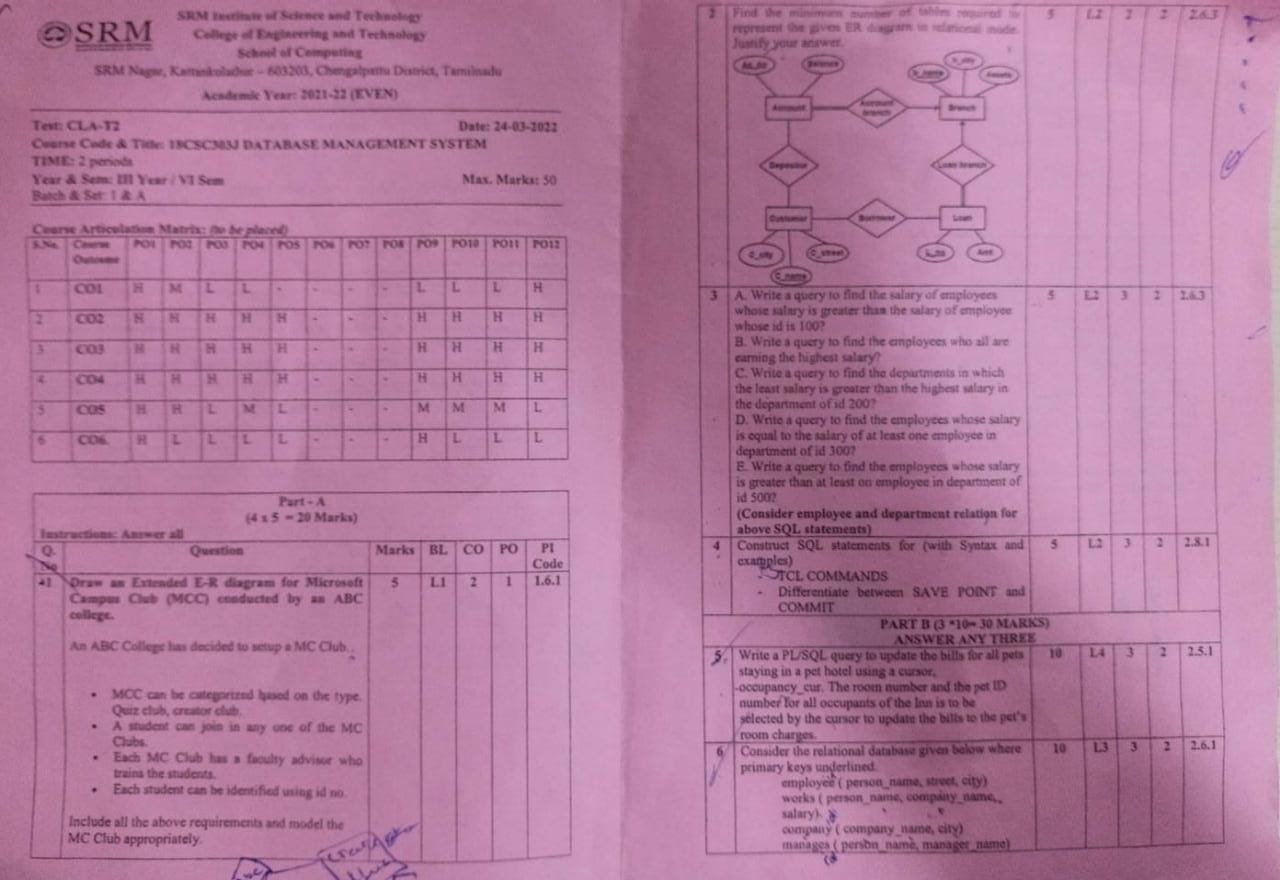 SRM
SRM Institute of Science and Technology
College of Engineering and Technology
School of Computing
SRM Nagar, Kattankulathur – 603203, Chengalpattu District, Tamilnadu
Academic Year: 2021-22 (EVEN)
Test: CLA-T2 Date: 24-03-2022
Course Code & Title: 18CSC303J DATABASE MANAGEMENT SYSTEM
TIME: 2 periods
Year & Sem: III Year / VI Sem Max. Marks: 50
Batch & Set: 1 & A
Course Articulation Matrix: (to be placed)
S.No. Course Outcome PO1 PO2 PO3 PO4 PO5 PO6 PO7 PO8 PO9 PO10 PO11 PO12
1 CO1 H M L L - - - - L L L H
2 CO2 H H H H H - - - H H H H
3 CO3 H H H H H - - - H H H H
4 CO4 H H H H H - - - H H H H
5 CO5 H H L M L - - - M M M L
6 CO6 H L L L L - - - H L L L
Part - A
(4 x 5 = 20 Marks)
Instructions: Answer all
Q. No Question Marks BL CO PO PI Code
1 Draw an Extended E-R diagram for Microsoft 5 L1 2 1 1.6.1
Campus Club (MCC) conducted by an ABC
college.
An ABC College has decided to setup a MC Club.
• MCC can be categorized based on the type.
Quiz club, creator club.
• A student can join in any one of the MC
Clubs.
• Each MC Club has a faculty advisor who
trains the students.
• Each student can be identified using id no.
Include all the above requirements and model the
MC Club appropriately.
2 Find the minimum number of tables required to 5 L2 2 2 2.6.3
represent the given ER diagram in relational mode.
Justify your answer.
Balance
Assets
Account
Account branch
Branch
Depositor
Loan branch
Customer
Borrower
Loan
C_city
C_street
Amt
C_name
3 A. Write a query to find the salary of employees 5 L2 3 2 2.6.3
whose salary is greater than the salary of employee
whose id is 100?
B. Write a query to find the employees who all are
earning the highest salary?
C. Write a query to find the departments in which
the least salary is greater than the highest salary in
the department of id 200?
D. Write a query to find the employees whose salary
is equal to the salary of at least one employee in
department of id 300?
E. Write a query to find the employees whose salary
is greater than at least on employee in department of
id 500?
(Consider employee and department relation for
above SQL statements)
4 Construct SQL statements for (with Syntax and 5 L2 3 2 2.8.1
examples)
- TCL COMMANDS
- Differentiate between SAVE POINT and
COMMIT
PART B (3 *10= 30 MARKS)
ANSWER ANY THREE
5. Write a PL/SQL query to update the bills for all pets 10 L4 3 2 2.5.1
staying in a pet hotel using a cursor,
occupancy_cur. The room number and the pet ID
number for all occupants of the Inn is to be
selected by the cursor to update the bills to the pet's
room charges.
6 Consider the relational database given below where 10 L3 3 2 2.6.1
primary keys underlined.
employee ( person_name, street, city)
works ( person_name, company_name,
salary)
company ( company_name, city)
manages ( person_name, manager_name)